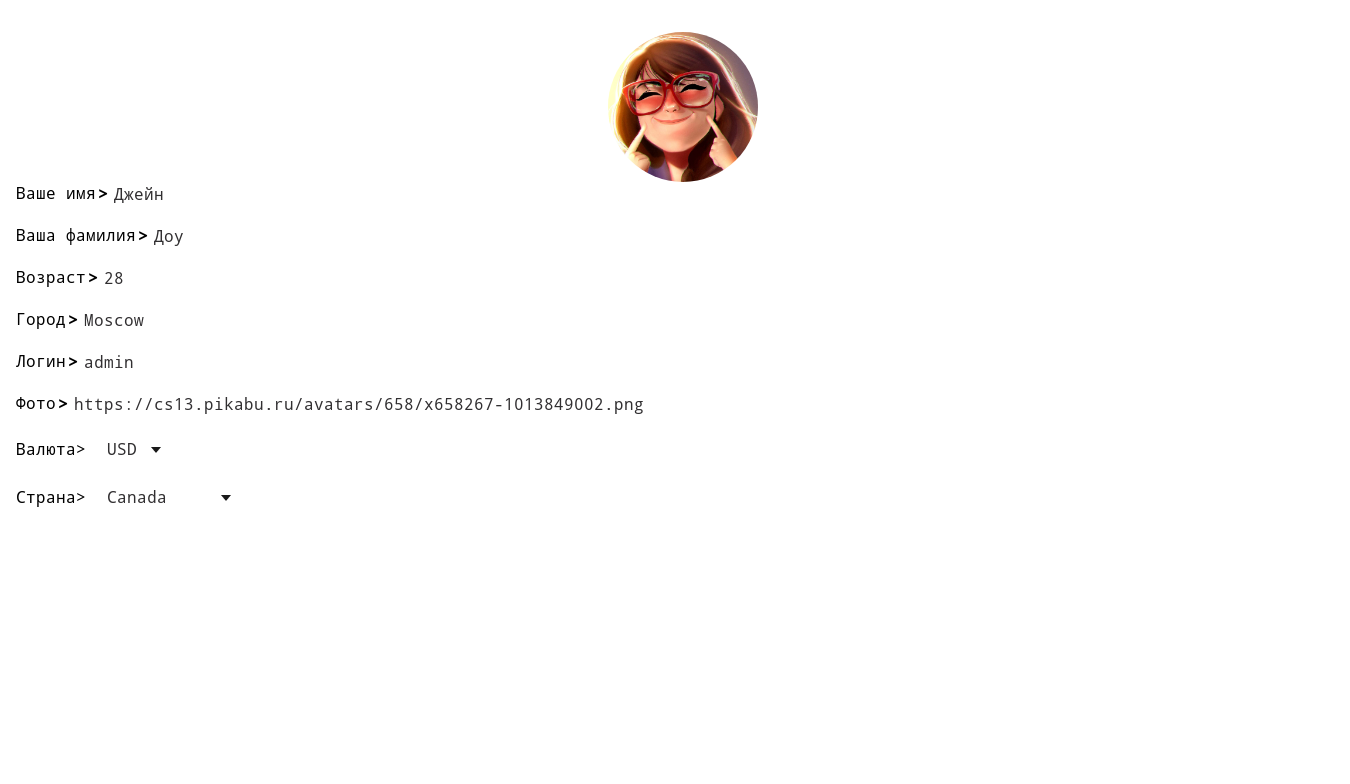 Ваше имя> Джейн
Ваша фамилия> Доу
Возраст> 28
Город> Moscow
Логин> admin
Фото> https://cs13.pikabu.ru/avatars/658/x658267-1013849002.png
Валюта> USD
Страна> Canada